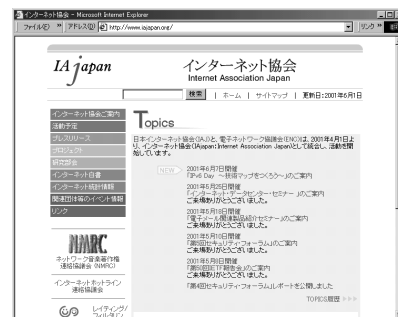 インターネット協会 - Microsoft Internet Explorer
ファイル(F) » アドレス(D) http://www.iajapan.org/ リンク »
IAjapan
インターネット協会
Internet Association Japan
検索 | ホーム | サイトマップ | 更新日:2001年6月1日
インターネット協会ご案内
活動予定
プレスリリース
プロジェクト
研究部会
インターネット白書
インターネット統計情報
関連団体等のイベント情報
リンク
NMRC
ネットワーク音楽著作権
連絡協議会 (NMRC)
インターネットホットライン
連絡協議会
レイティング/
Topics
日本インターネット協会(IAJ)と、電子ネットワーク協議会(ENC)は、2001年4月1日よ
り、インターネット協会(IAjapan:Internet Association Japan)として統合し、活動を開
始しています。
NEW 2001年6月7日開催
「IPv6 Day ～技術マップをつくろう～」のご案内
2001年5月25日開催
「インターネット・データセンター・セミナー」のご案内
ご来場ありがとうございました。
2001年5月18日開催
「電子メール関連製品紹介セミナー」のご案内
ご来場ありがとうございました。
2001年5月10日開催
「第5回セキュリティ・フォーラム」のご案内
ご来場ありがとうございました。
2001年5月8日開催
「第50回IETF報告会」のご案内
ご来場ありがとうございました。
「第4回セキュリティ・フォーラム」レポートを公開しました
TOPICS履歴 >>>